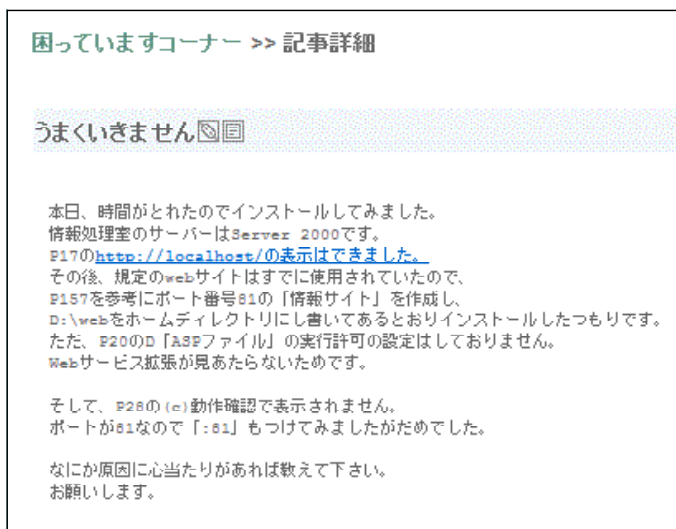 困っていますコーナー >> 記事詳細
うまくいきません
本日、時間がとれたのでインストールしてみました。
情報処理室のサーバーはServer 2000です。
P17のhttp://localhost/の表示はできました。
その後、規定のwebサイトはすでに使用されていたので、
P157を参考にポート番号81の「情報サイト」を作成し、
D:\webをホームディレクトリにし書いてあるとおりインストールしたつもりです。
ただ、P20のD「ASPファイル」の実行許可の設定はしておりません。
Webサービス拡張が見あたらないためです。
そして、P28の(c)動作確認で表示されません。
ポートが81なので「:81」もつけてみましたがだめでした。
なにか原因に心当たりがあれば教えて下さい。
お願いします。